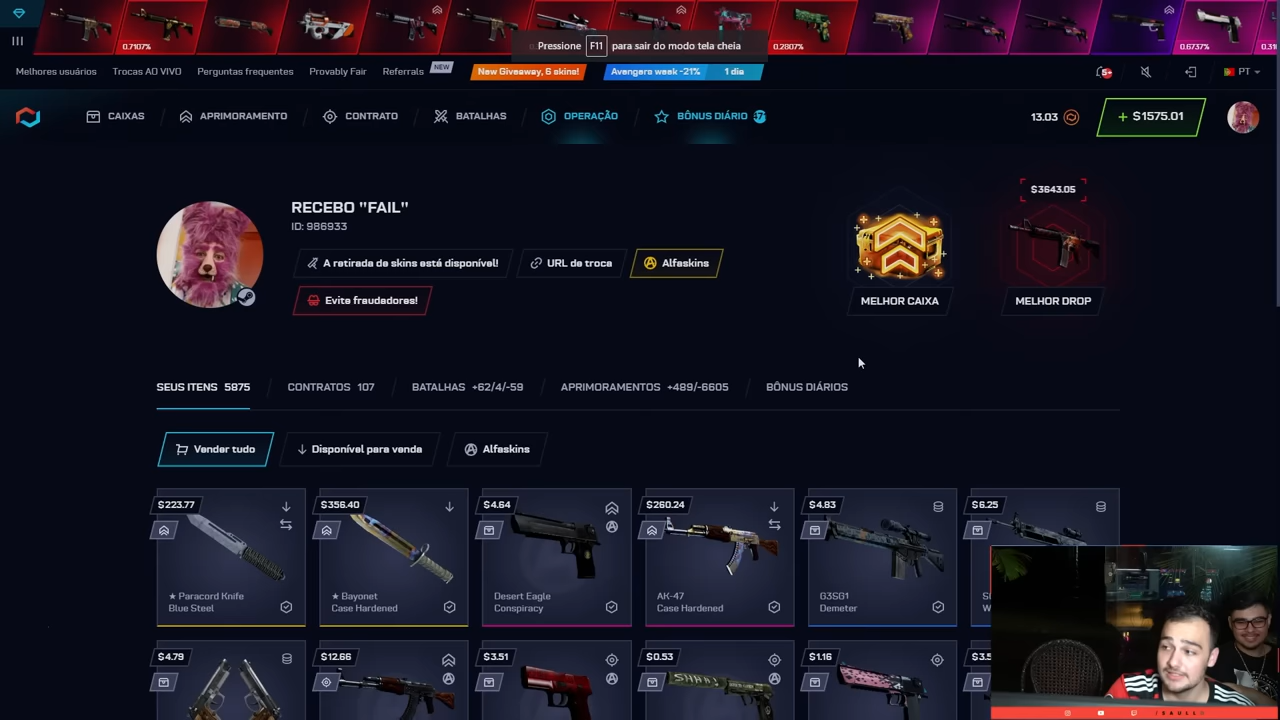 0.7107%
0.2807%
0.6737%
Pressione F11 para sair do modo tela cheia
Melhores usuários
Trocas AO VIVO
Perguntas frequentes
Provably Fair
Referrals
NEW
New Giveaway, 6 skins!
Avengers week -21%
1 dia
5+
PT
CAIXAS
APRIMORAMENTO
CONTRATO
BATALHAS
OPERAÇÃO
BÔNUS DIÁRIO
13.03
+ $1575.01
RECEBO "FAIL"
ID: 986933
A retirada de skins está disponível!
URL de troca
Alfaskins
Evite fraudadores!
MELHOR CAIXA
$3643.05
MELHOR DROP
SEUS ITENS 5875
CONTRATOS 107
BATALHAS +62/4/-59
APRIMORAMENTOS +489/-6605
BÔNUS DIÁRIOS
Vender tudo
Disponível para venda
Alfaskins
$223.77
★ Paracord Knife
Blue Steel
$356.40
★ Bayonet
Case Hardened
$4.64
Desert Eagle
Conspiracy
$260.24
AK-47
Case Hardened
$4.83
G3SG1
Demeter
$6.25
$4.79
$12.66
$3.51
$0.53
$1.16